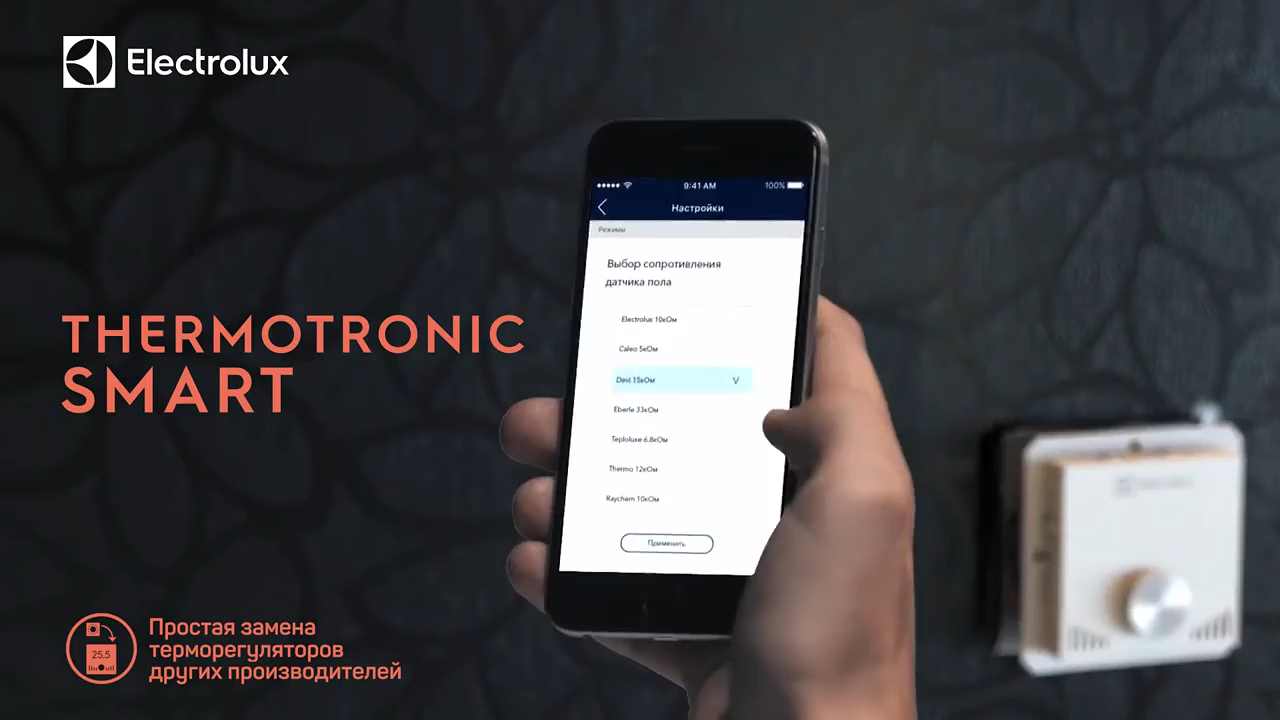 Electrolux
9:41 AM
100%
Настройки
Режимы
Выбор сопротивления
датчика пола
Electrolux 10кОм
Caleo 5кОм
Devi 15кОм
V
Eberle 33кОм
Teploluxe 6.8кОм
Thermo 12кОм
Raychem 10кОм
Применить
THERMOTRONIC
SMART
25.5
Простая замена
терморегуляторов
других производителей